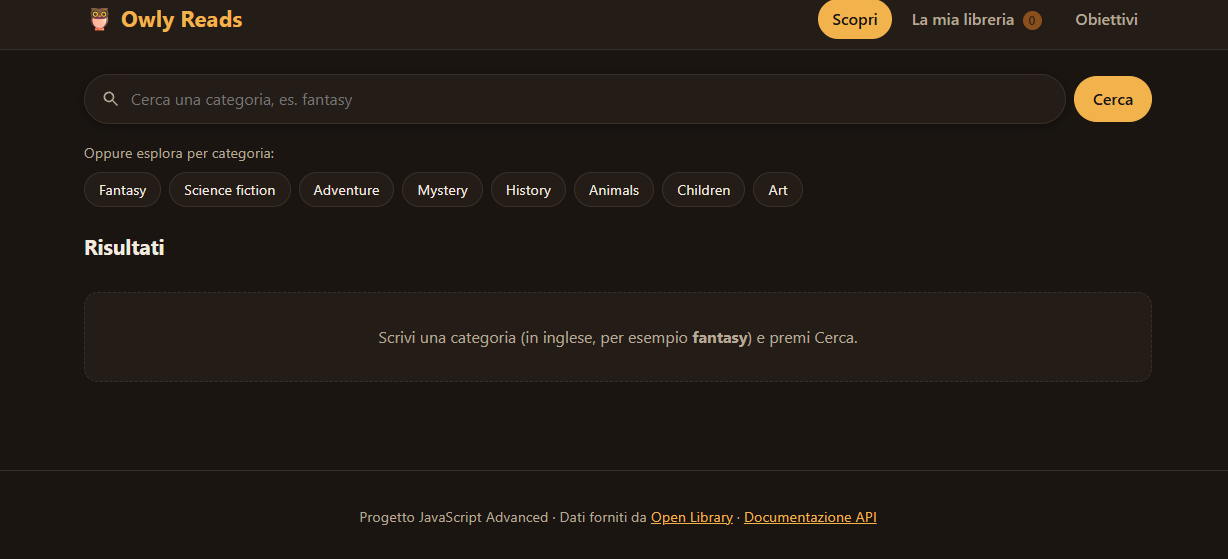 Owly Reads
Scopri
La mia libreria 0
Obiettivi
Cerca una categoria, es. fantasy
Cerca
Oppure esplora per categoria:
Fantasy
Science fiction
Adventure
Mystery
History
Animals
Children
Art
Risultati
Scrivi una categoria (in inglese, per esempio fantasy) e premi Cerca.
Progetto JavaScript Advanced · Dati forniti da Open Library · Documentazione API